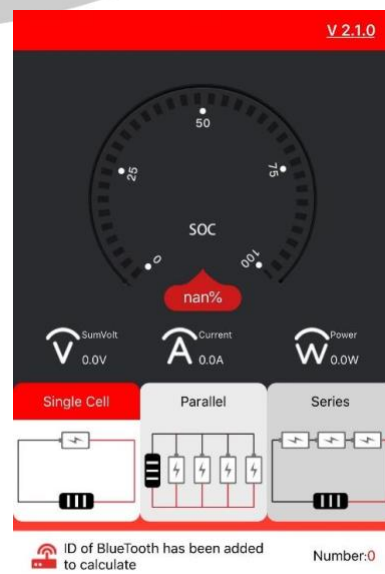 V 2.1.0
50
25
75
SOC
0
100
nan%
SumVolt
V 0.0V
Current
A 0.0A
Power
W 0.0W
Single Cell
Parallel
Series
ID of BlueTooth has been added
to calculate
Number:0